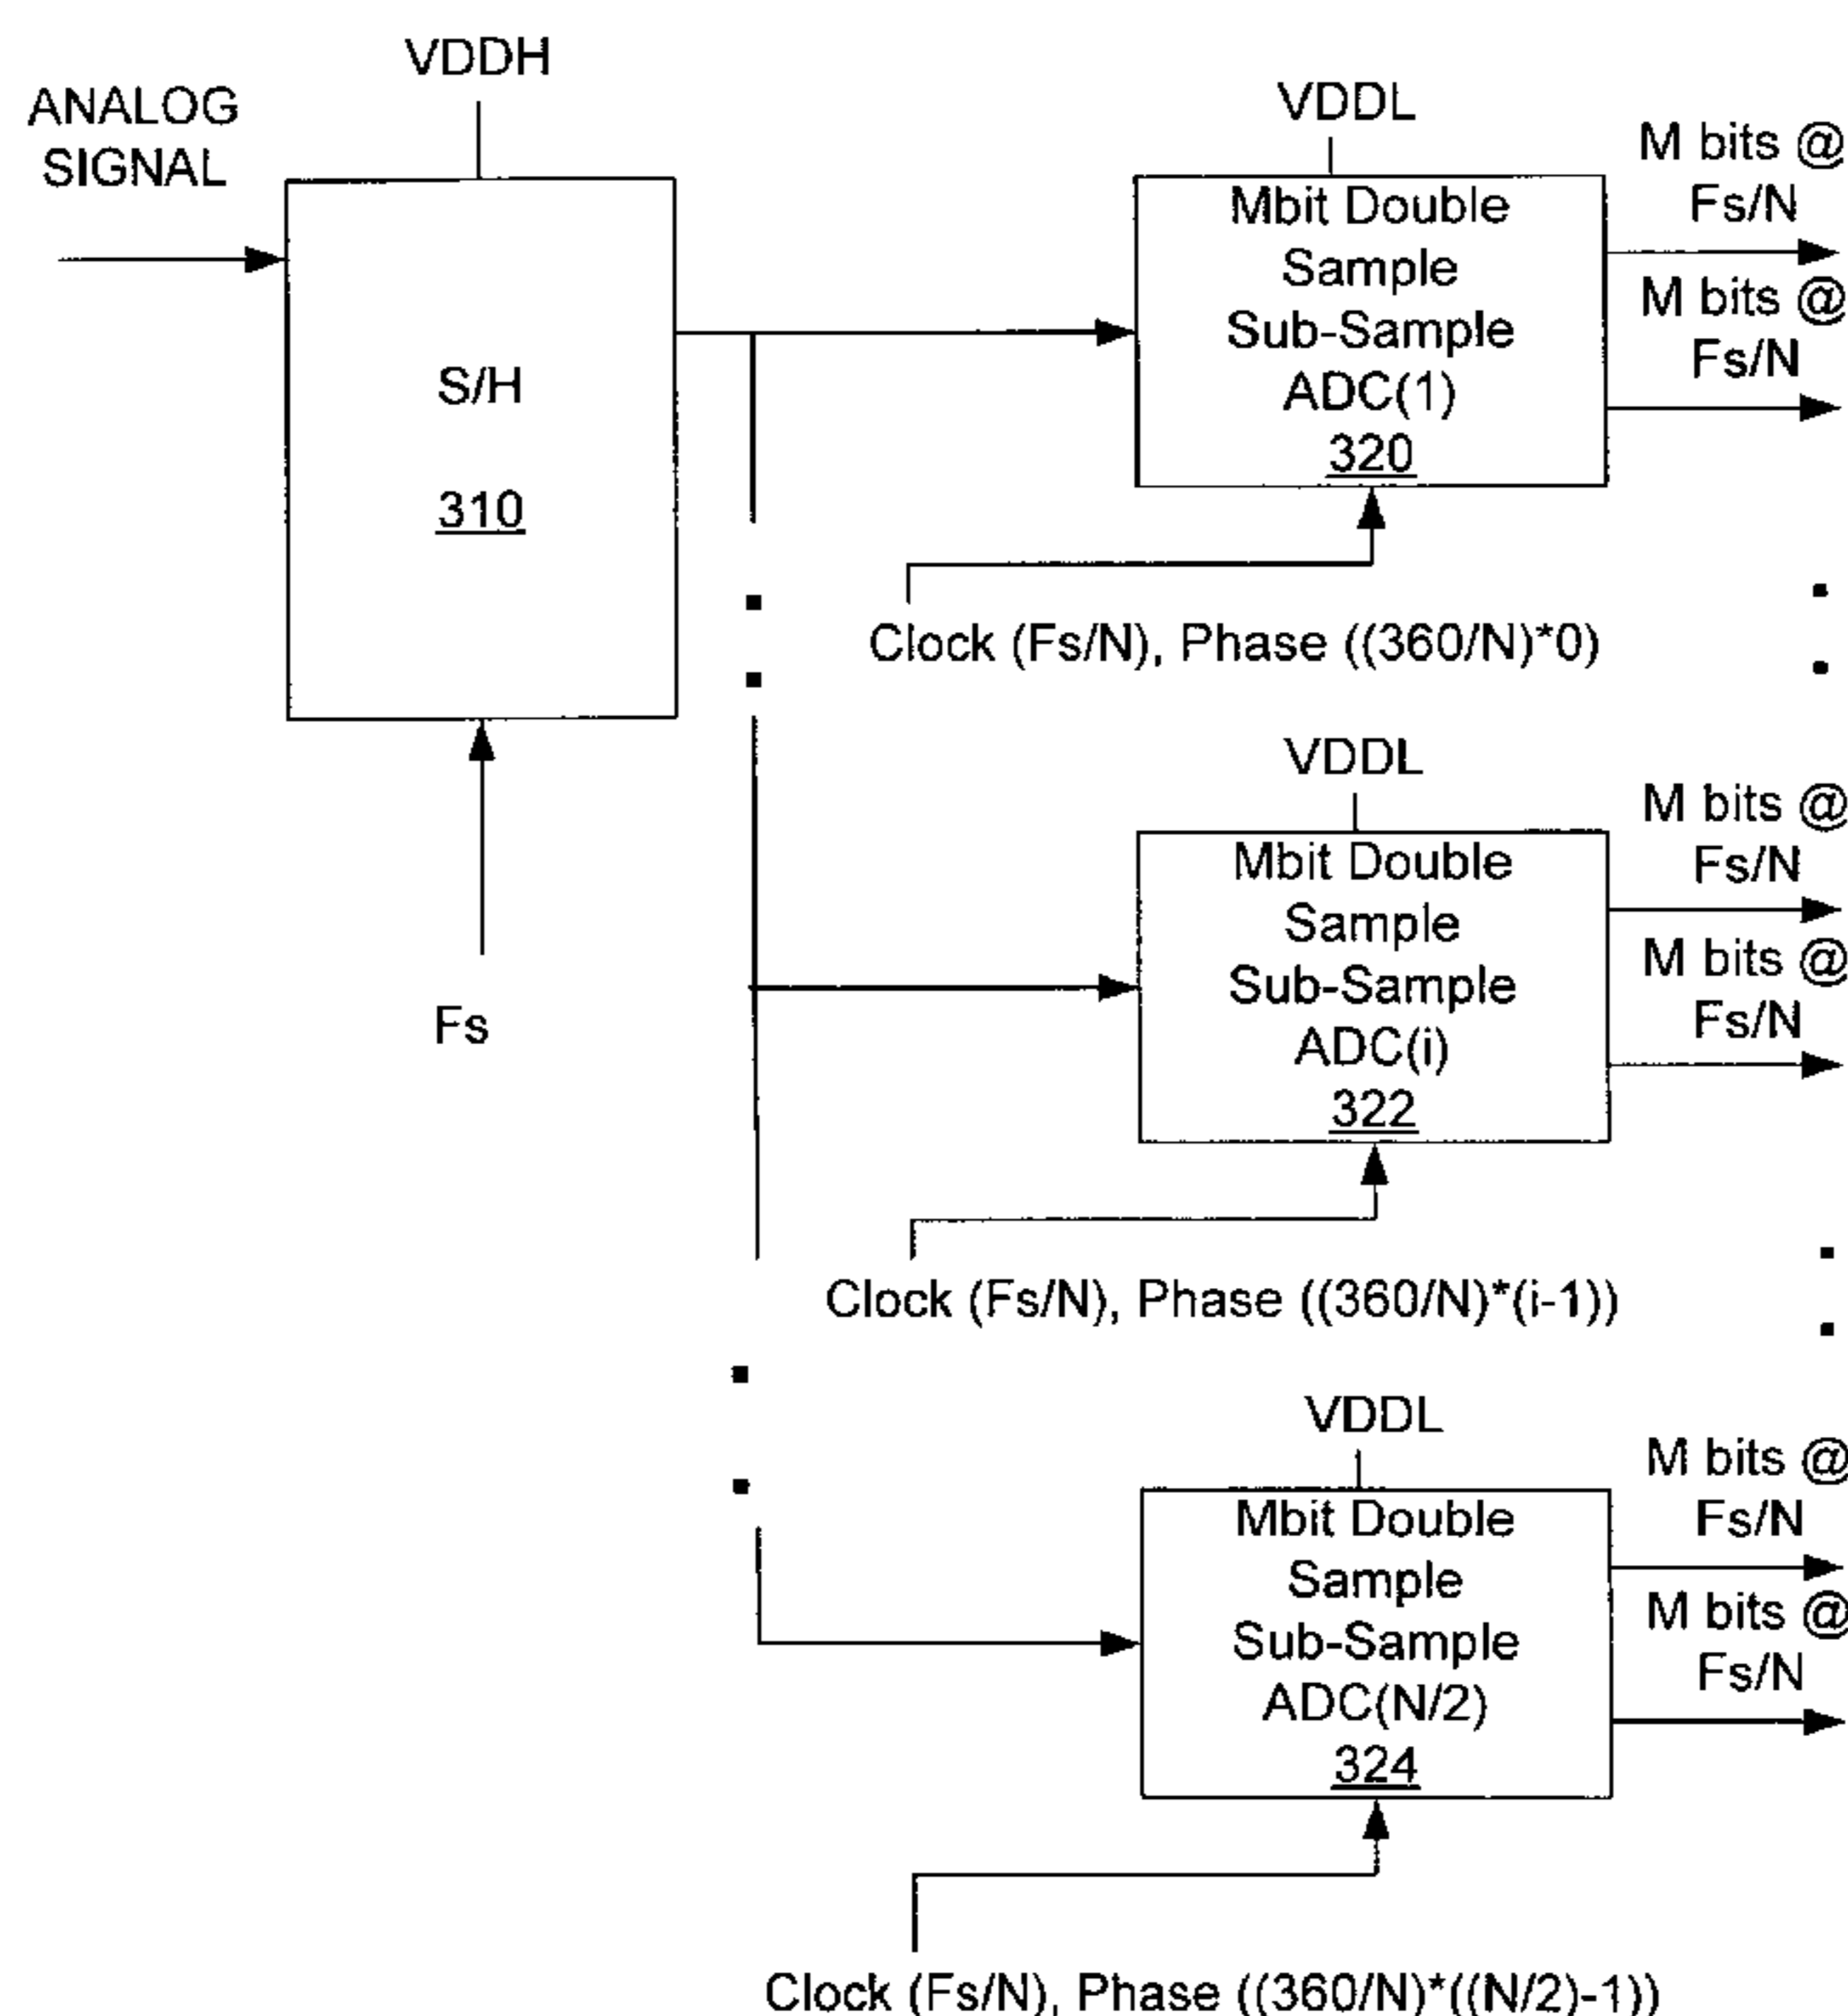 VDDH
ANALOG
SIGNAL
S/H
310
Fs
VDDL
Mbit Double
Sample
Sub-Sample
ADC(1)
320
M bits @
Fs/N
M bits @
Fs/N
Clock (Fs/N), Phase ((360/N)*0)
VDDL
Mbit Double
Sample
Sub-Sample
ADC(i)
322
M bits @
Fs/N
M bits @
Fs/N
Clock (Fs/N), Phase ((360/N)*(i-1))
VDDL
Mbit Double
Sample
Sub-Sample
ADC(N/2)
324
M bits @
Fs/N
M bits @
Fs/N
Clock (Fs/N), Phase ((360/N)*((N/2)-1))